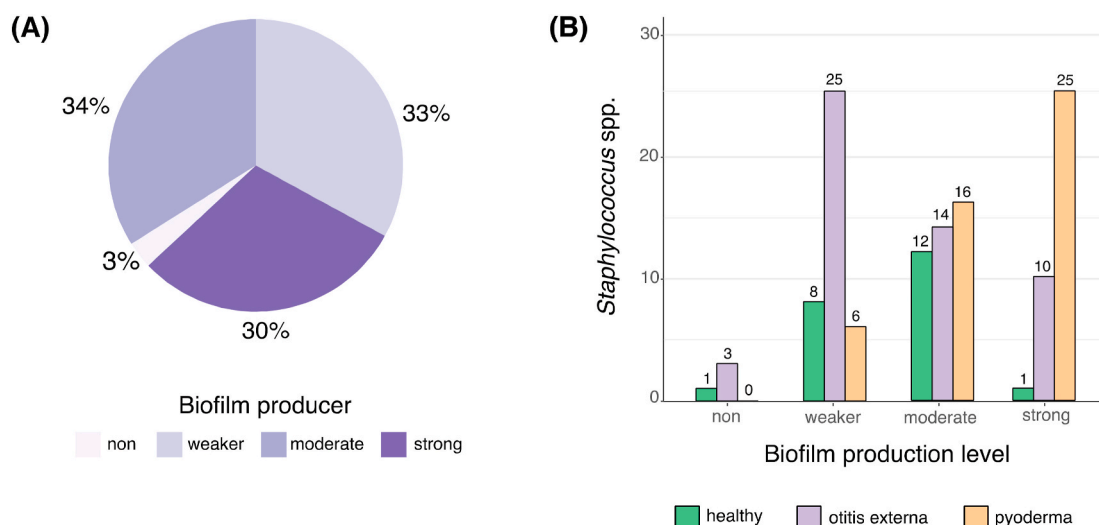 (A)
34%
33%
3%
30%
Biofilm producer
non weaker moderate strong
(B)
Staphylococcus spp.
30
20
10
0
1 3 0
8 25 6
12 14 16
1 10 25
non weaker moderate strong
Biofilm production level
healthy otitis externa pyoderma